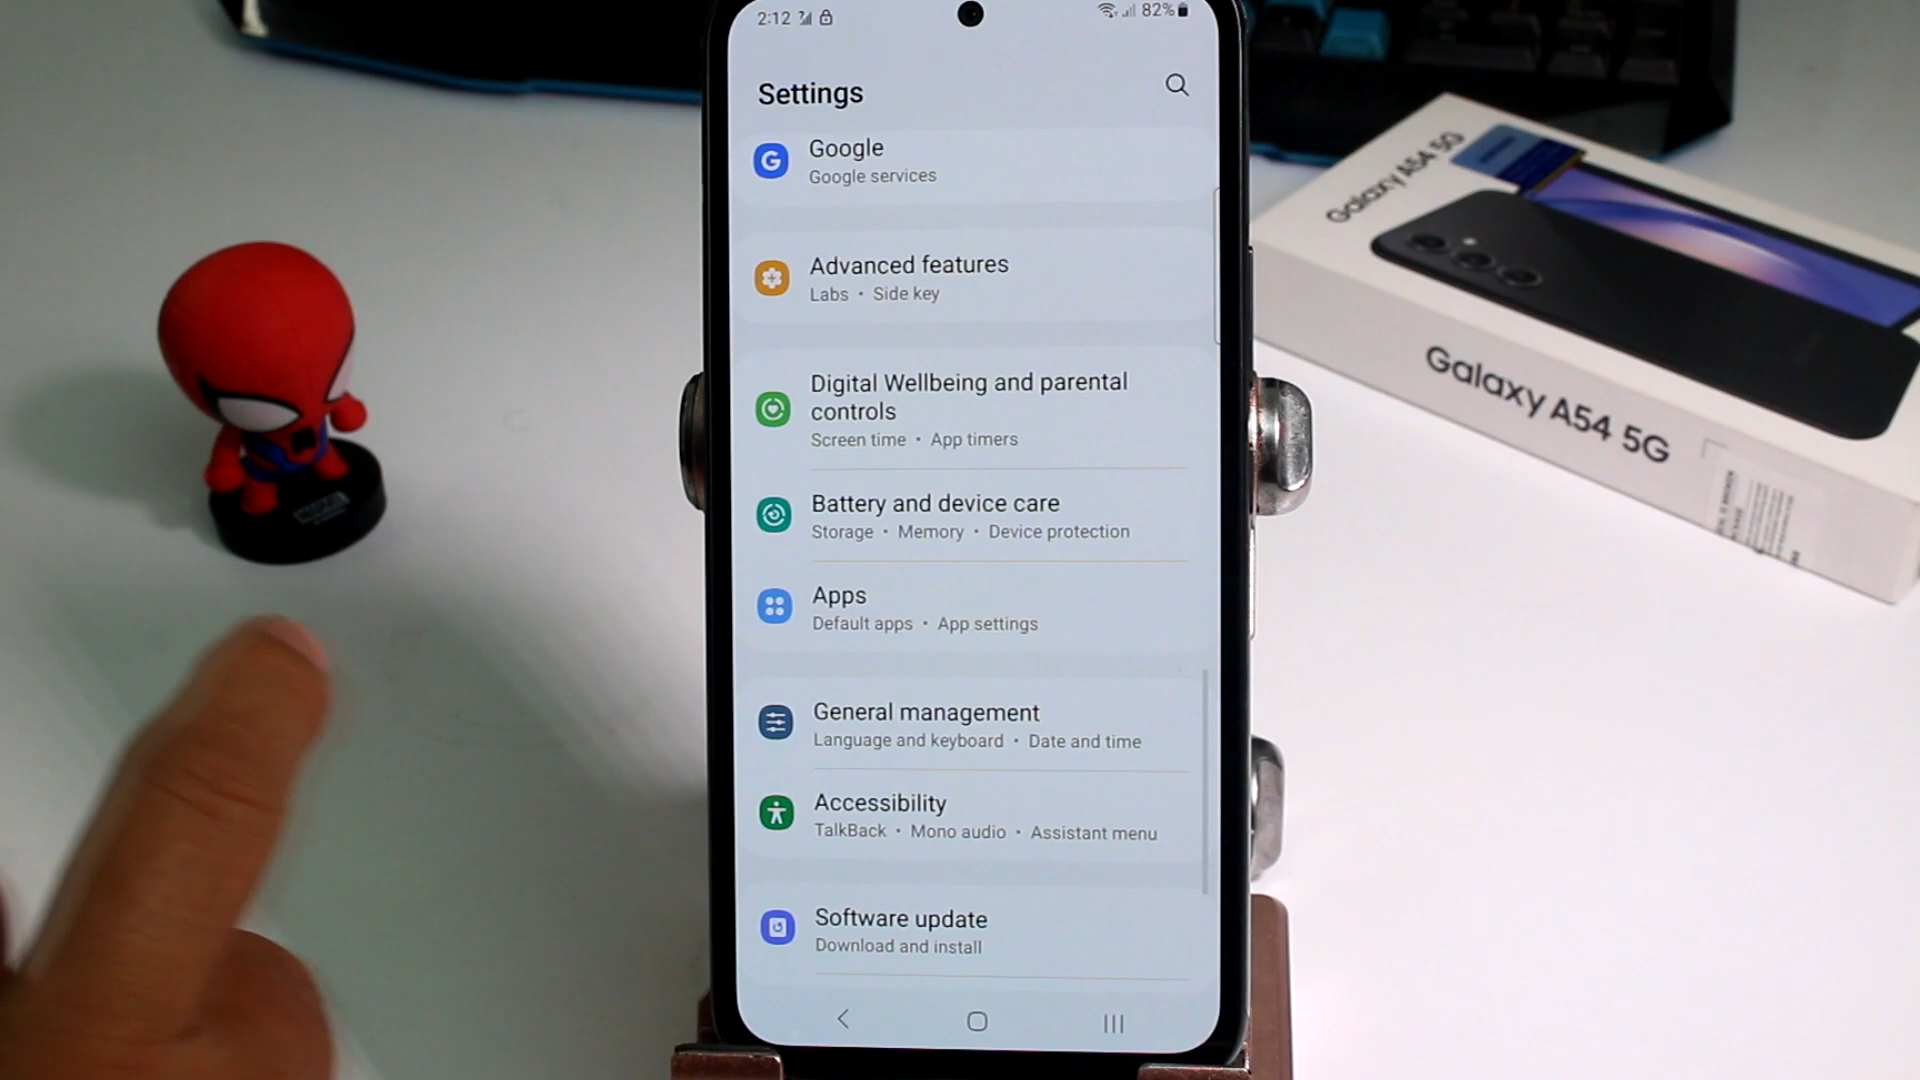 2:12
82%
Settings
Google
Google services
Advanced features
Labs • Side key
Digital Wellbeing and parental
controls
Screen time • App timers
Battery and device care
Storage • Memory • Device protection
Apps
Default apps • App settings
General management
Language and keyboard • Date and time
Accessibility
TalkBack • Mono audio • Assistant menu
Software update
Download and install
Galaxy A54 5G
Galaxy A54 5G